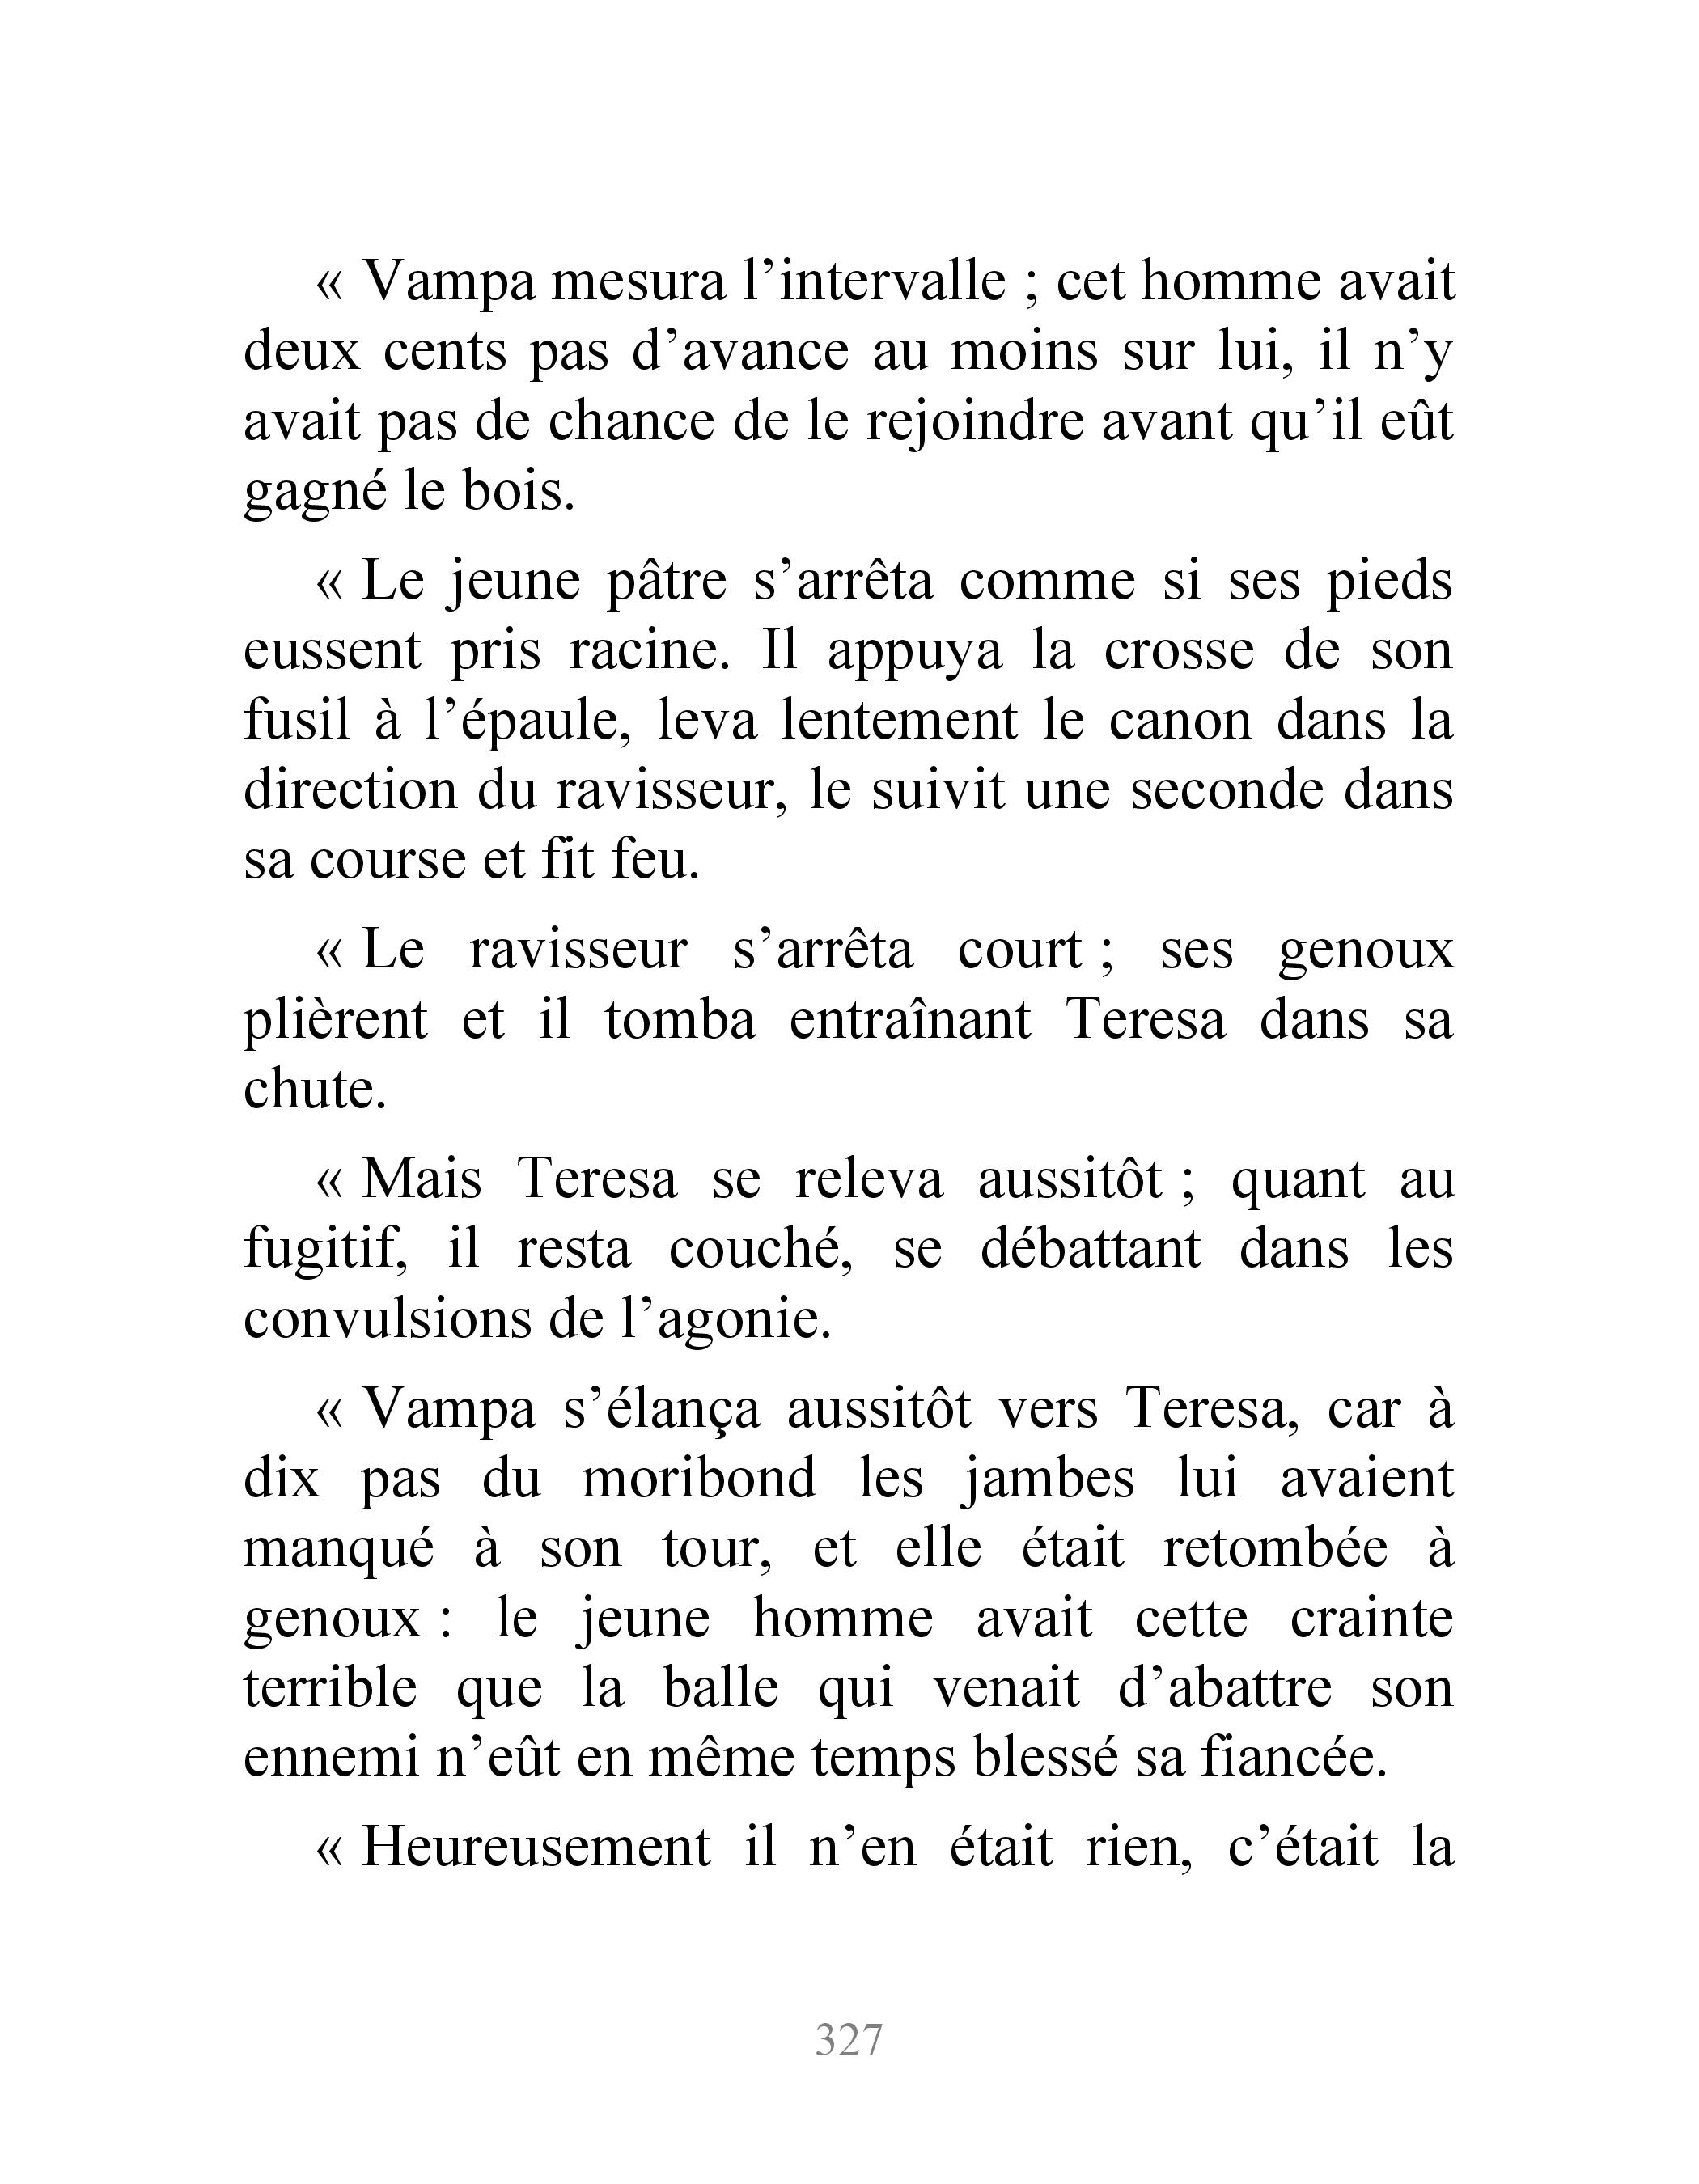 « Vampa mesura l’intervalle ; cet homme avait
deux cents pas d’avance au moins sur lui, il n’y
avait pas de chance de le rejoindre avant qu’il eût
gagné le bois.
« Le jeune pâtre s’arrêta comme si ses pieds
eussent pris racine. Il appuya la crosse de son
fusil à l’épaule, leva lentement le canon dans la
direction du ravisseur, le suivit une seconde dans
sa course et fit feu.
« Le ravisseur s’arrêta court ; ses genoux
plièrent et il tomba entraînant Teresa dans sa
chute.
« Mais Teresa se releva aussitôt ; quant au
fugitif, il resta couché, se débattant dans les
convulsions de l’agonie.
« Vampa s’élança aussitôt vers Teresa, car à
dix pas du moribond les jambes lui avaient
manqué à son tour, et elle était retombée à
genoux : le jeune homme avait cette crainte
terrible que la balle qui venait d’abattre son
ennemi n’eût en même temps blessé sa fiancée.
« Heureusement il n’en était rien, c’était la
327